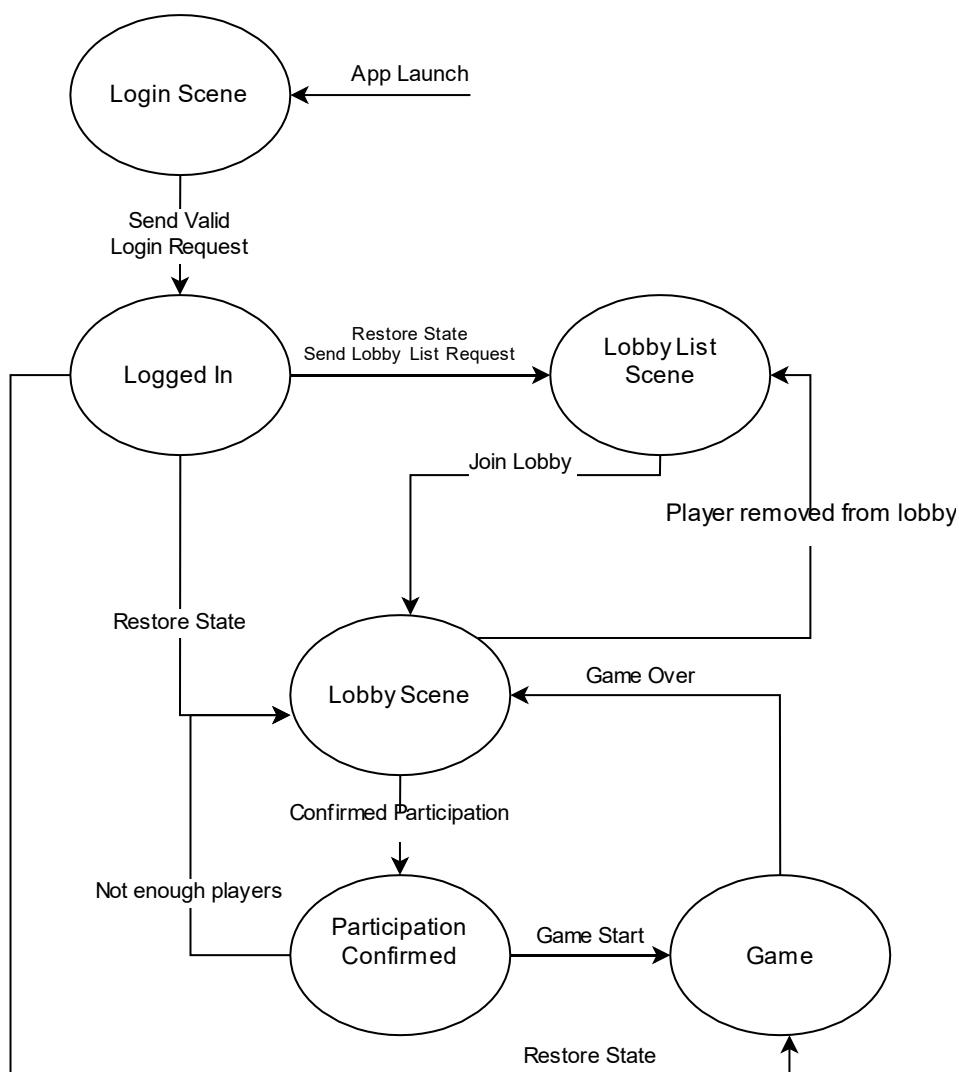 App Launch
Login Scene
Send Valid
Login Request
Restore State
Send Lobby List Request
Lobby List
Scene
Logged In
Join Lobby
Player removed from lobby
Restore State
Game Over
Lobby Scene
Confirmed Participation
Not enough players
Participation
Confirmed
Game Start
Game
Restore State